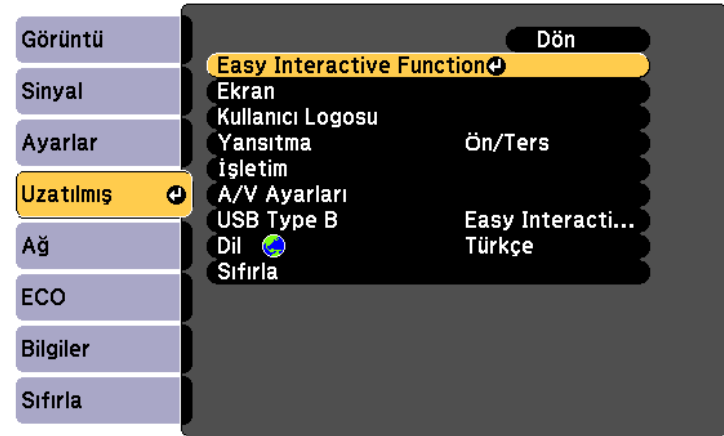 Görüntü
Sinyal
Ayarlar
Uzatılmış
Ağ
ECO
Bilgiler
Sıfırla
Dön
Easy Interactive Function
Ekran
Kullanıcı Logosu
Yansıtma Ön/Ters
İşletim
A/V Ayarları
USB Type B Easy Interacti...
Dil Türkçe
Sıfırla